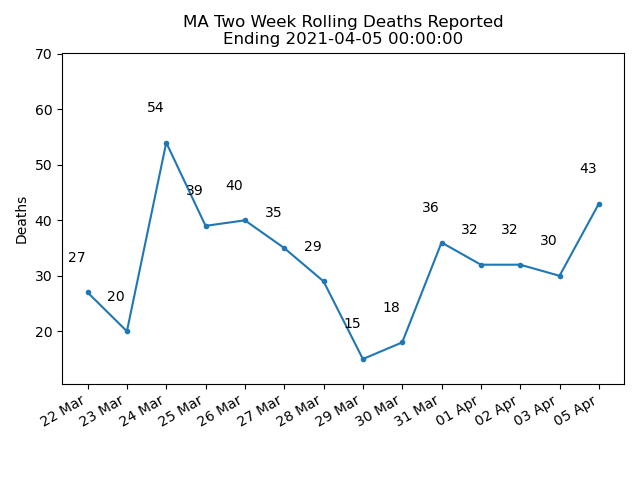 MA Two Week Rolling Deaths Reported
Ending 2021-04-05 00:00:00
70
60
50
40
30
20
Deaths
27
20
54
39
40
35
29
15
18
36
32
32
30
43
22 Mar
23 Mar
24 Mar
25 Mar
26 Mar
27 Mar
28 Mar
29 Mar
30 Mar
31 Mar
01 Apr
02 Apr
03 Apr
05 Apr